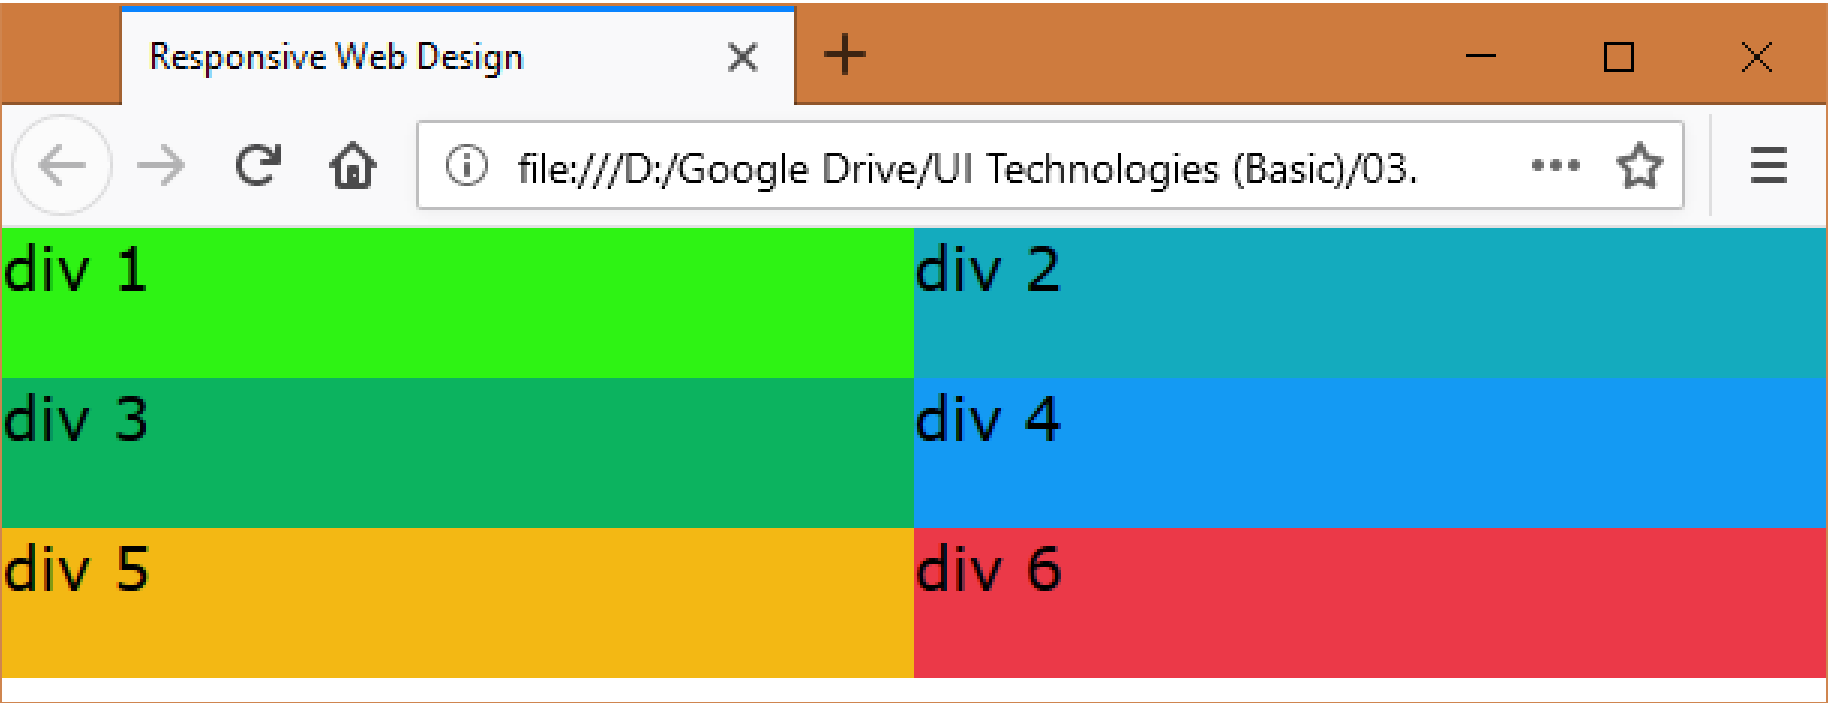 Responsive Web Design
file:///D:/Google Drive/UI Technologies (Basic)/03.
div 1
div 2
div 3
div 4
div 5
div 6